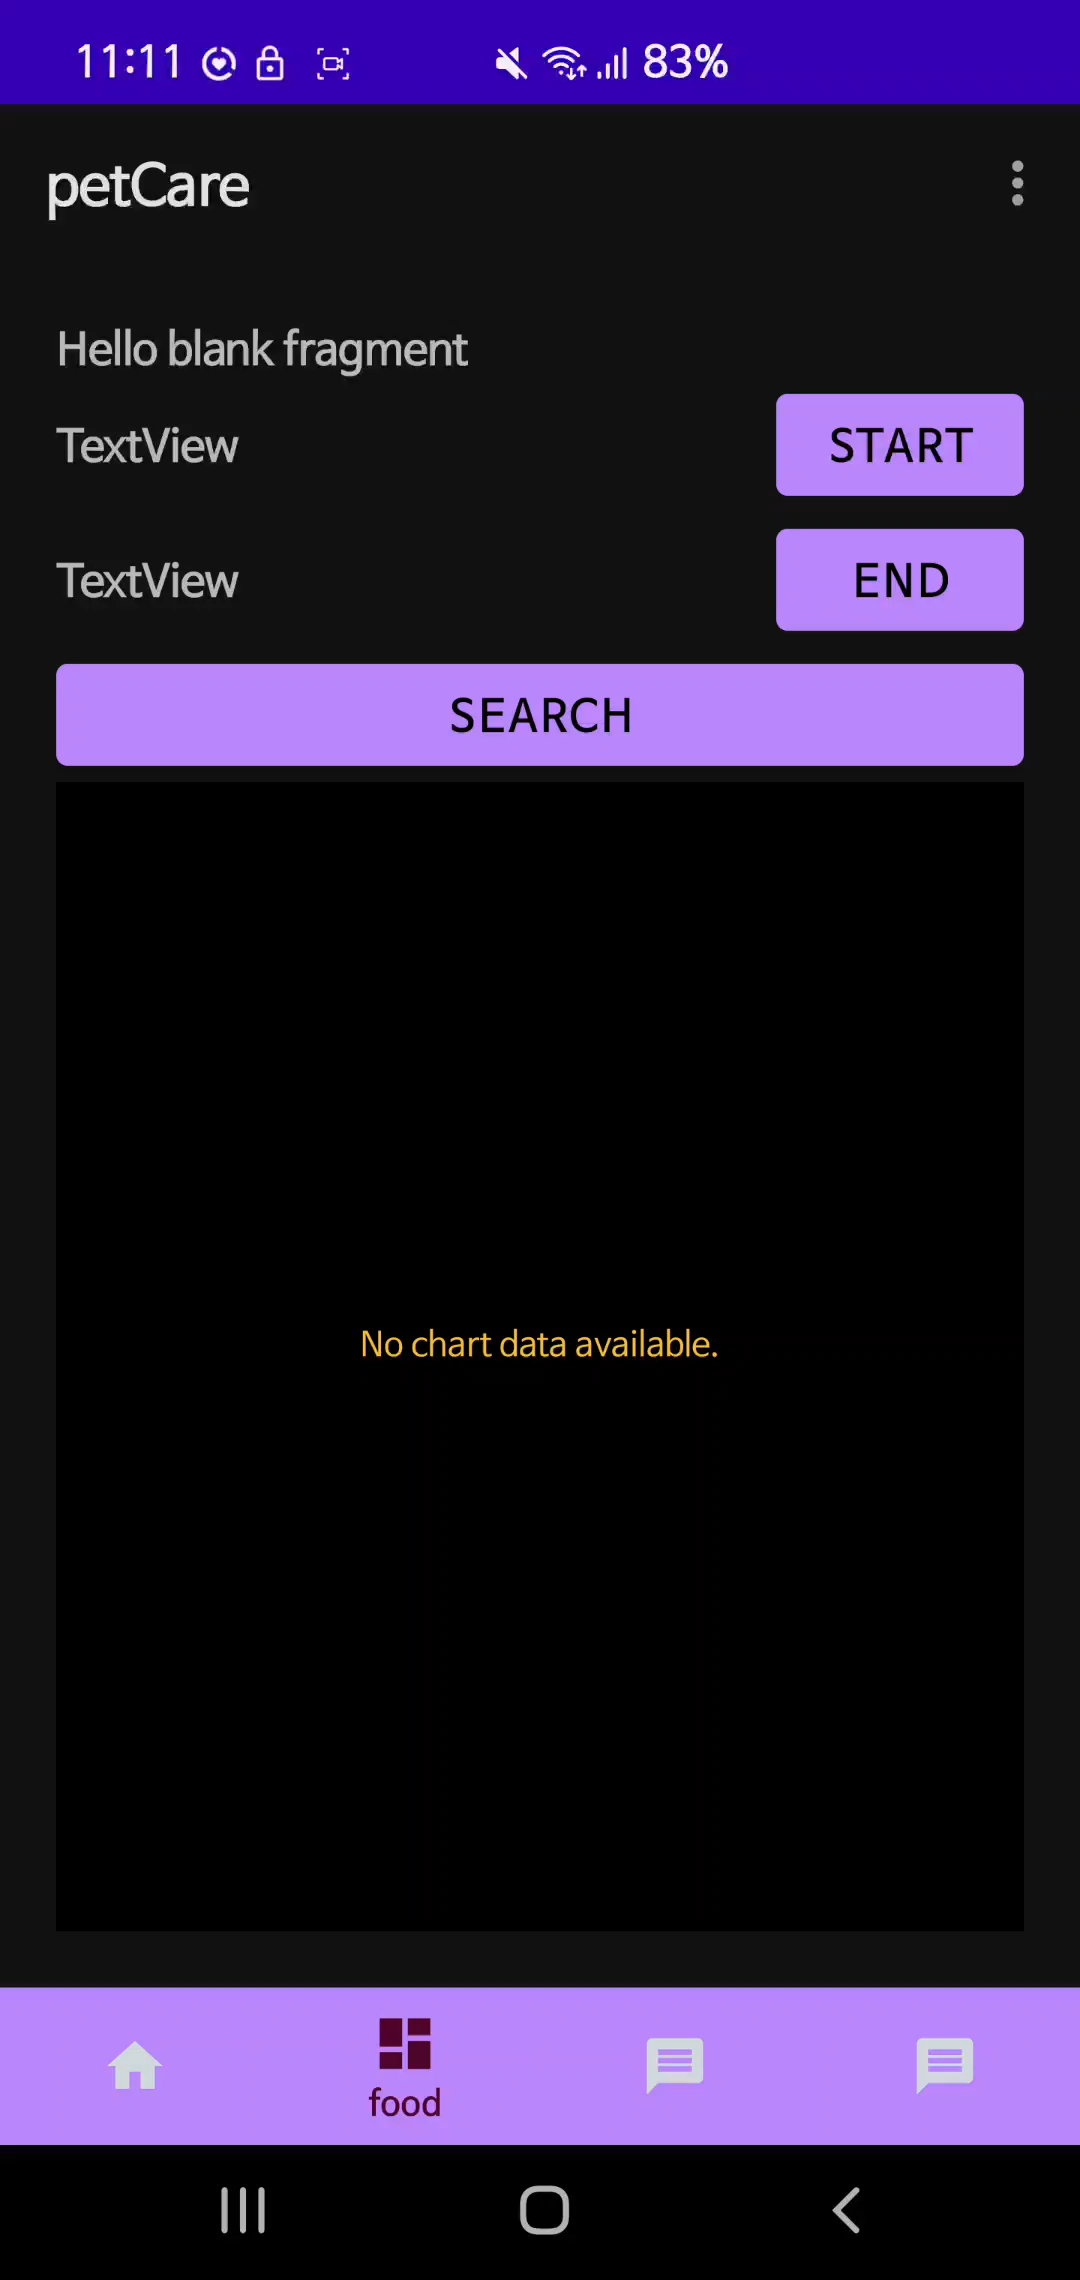 11:11 83%
petCare
Hello blank fragment
TextView START
TextView END
SEARCH
No chart data available.
food